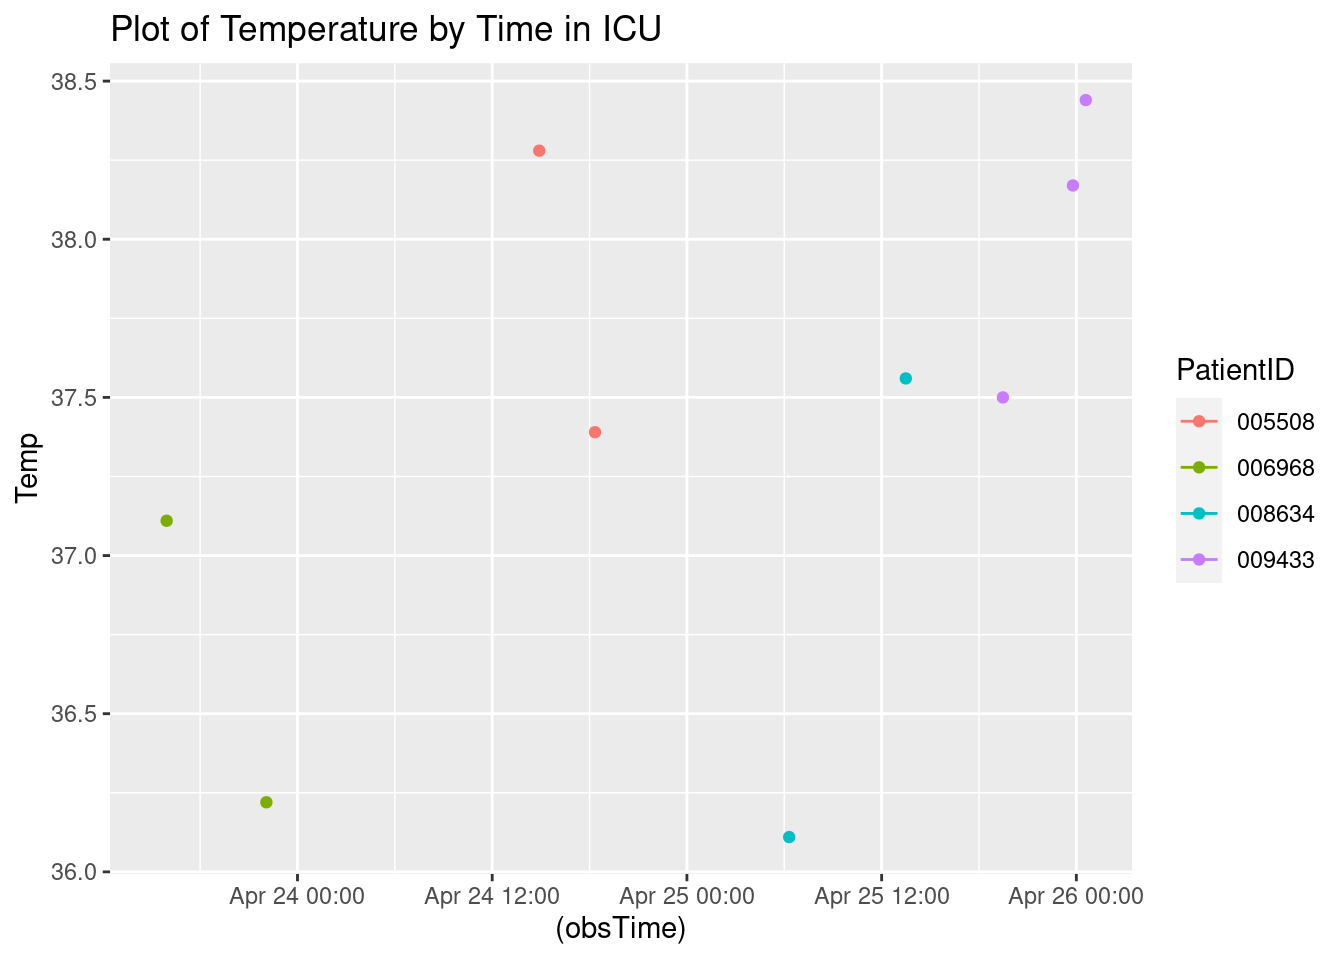 Plot of Temperature by Time in ICU
38.5
38.0
37.5
37.0
36.5
36.0
Temp
Apr 24 00:00
Apr 24 12:00
Apr 25 00:00
Apr 25 12:00
Apr 26 00:00
(obsTime)
PatientID
005508
006968
008634
009433